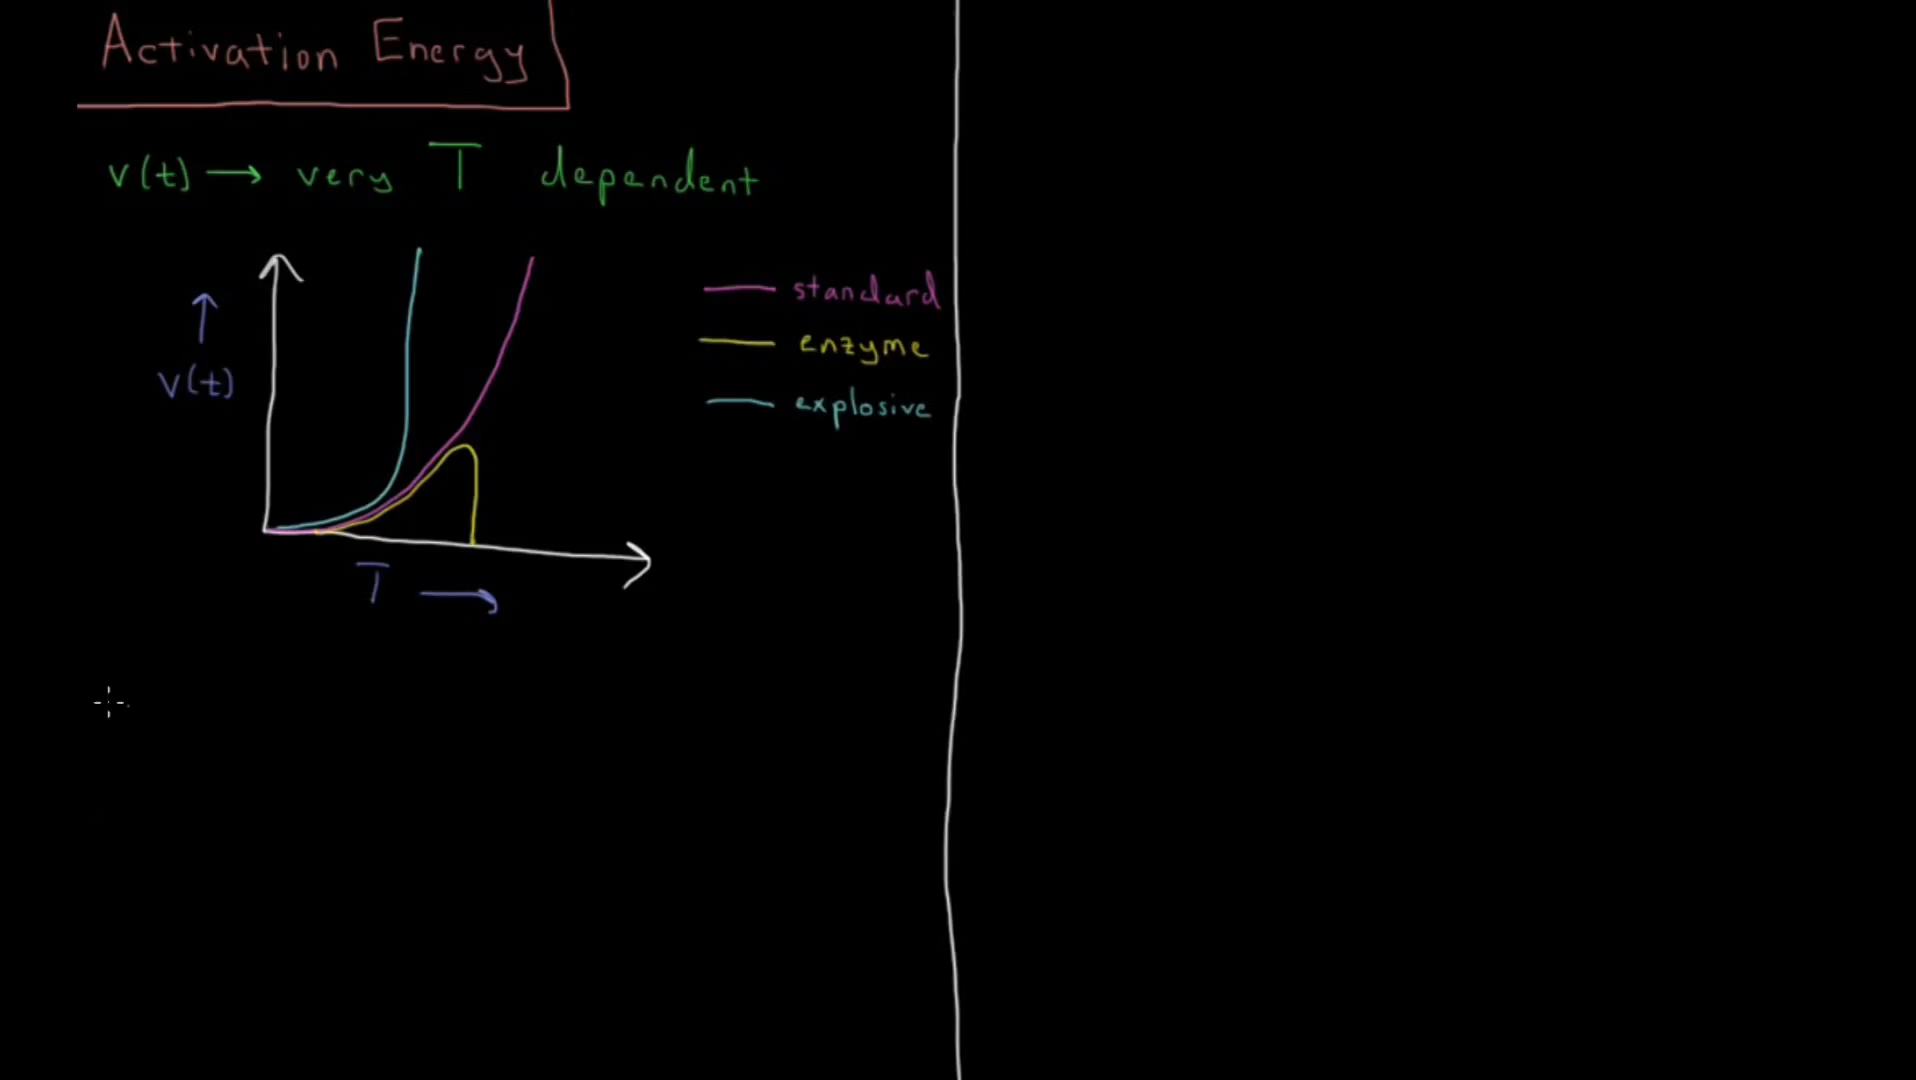 Activation Energy
v(t) → very T dependent
standard
enzyme
explosive
↑
v(t)
T →